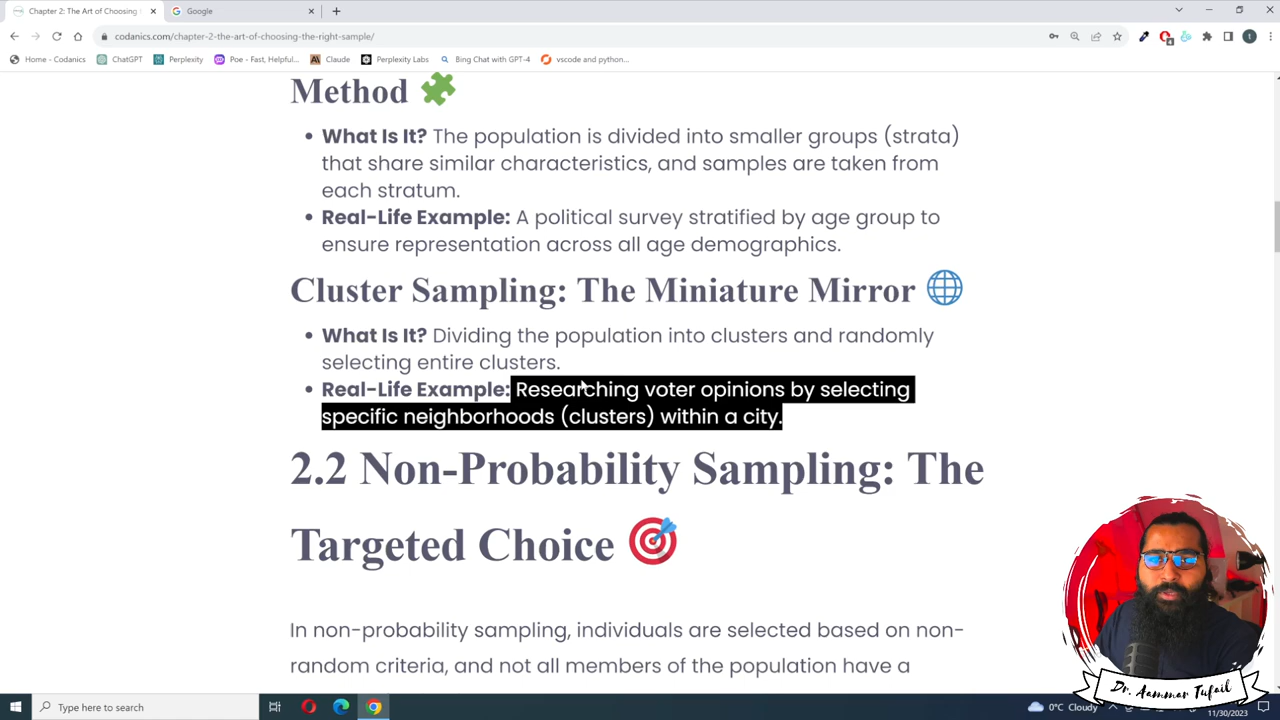 Chapter 2: The Art of Choosing
Google
codanics.com/chapter-2-the-art-of-choosing-the-right-sample/
Home - Codanics
ChatGPT
Perplexity
Poe - Fast, Helpful...
Claude
Perplexity Labs
Bing Chat with GPT-4
vscode and python...
Method
What Is It? The population is divided into smaller groups (strata)
that share similar characteristics, and samples are taken from
each stratum.
Real-Life Example: A political survey stratified by age group to
ensure representation across all age demographics.
Cluster Sampling: The Miniature Mirror
What Is It? Dividing the population into clusters and randomly
selecting entire clusters.
Real-Life Example: Researching voter opinions by selecting
specific neighborhoods (clusters) within a city.
2.2 Non-Probability Sampling: The
Targeted Choice
In non-probability sampling, individuals are selected based on non-
random criteria, and not all members of the population have a
Dr. Aammar Tufail
Type here to search
0°C Cloudy
11/30/2023